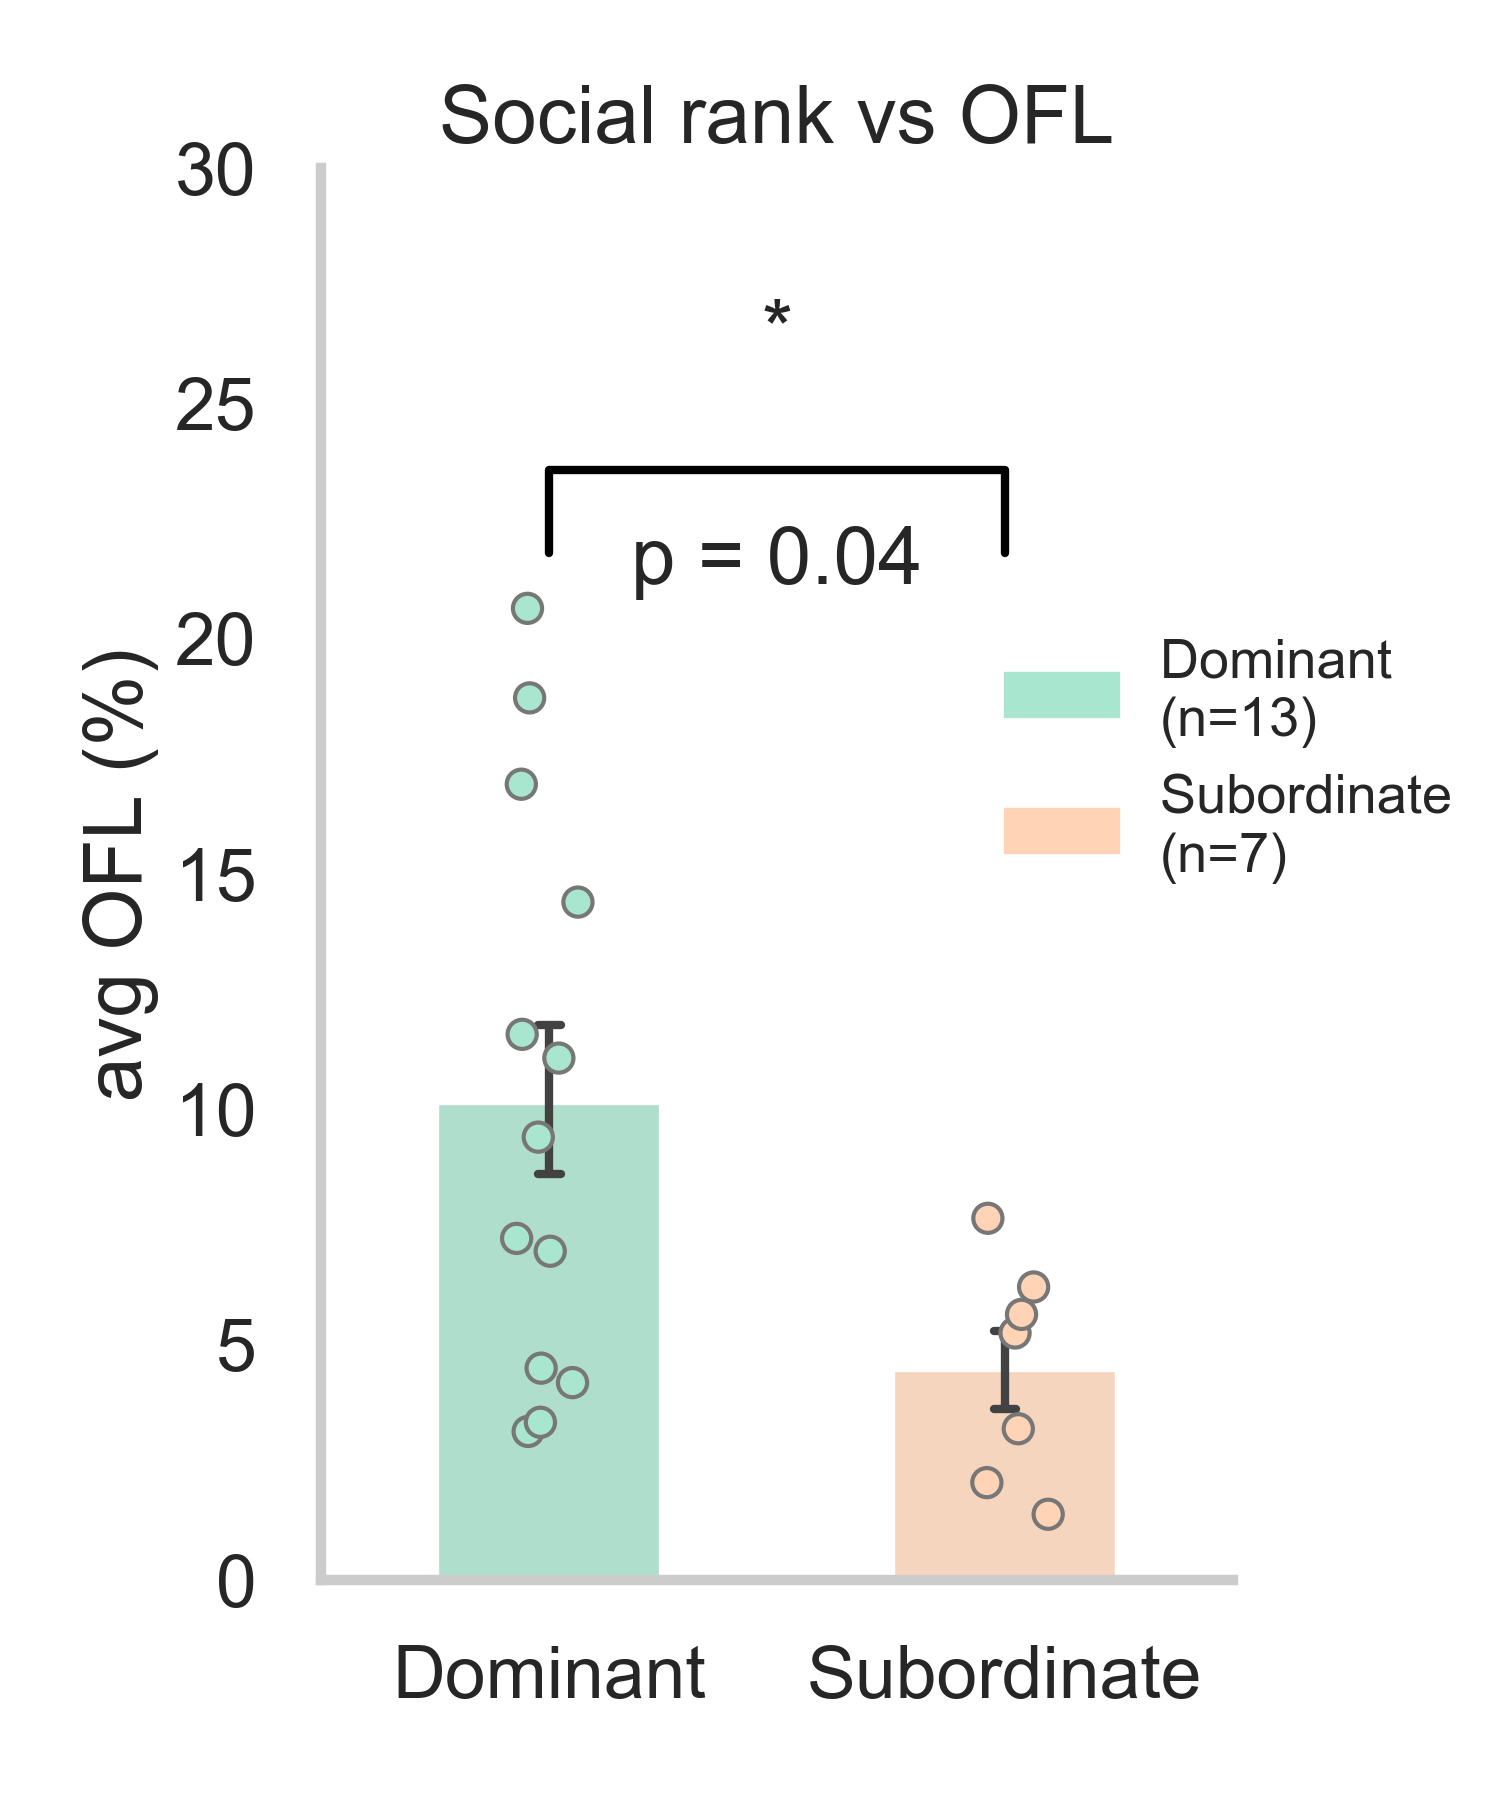 Social rank vs OFL
30
25
20
15
10
5
0
avg OFL (%)
*
p = 0.04
Dominant
(n=13)
Subordinate
(n=7)
Dominant
Subordinate